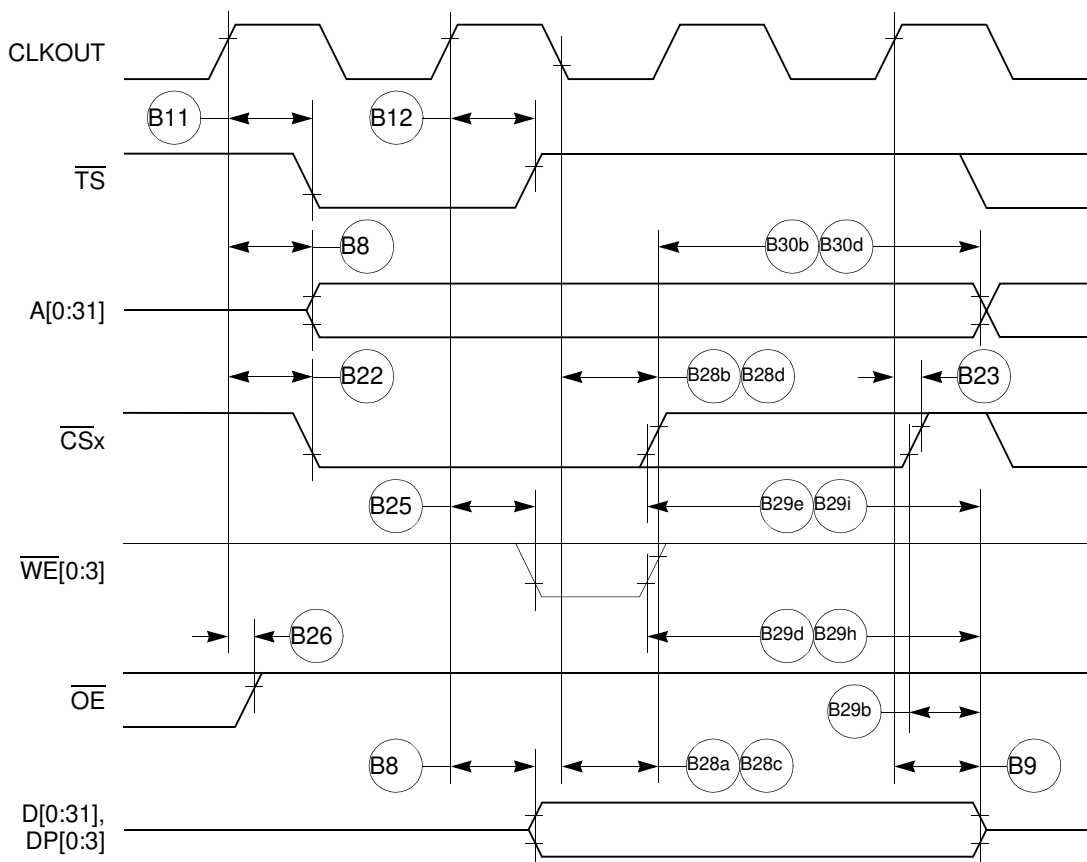 CLKOUT
B11
B12
TS
B8
B30b B30d
A[0:31]
B22
B28b B28d
B23
CSx
B25
B29e B29i
WE[0:3]
B26
B29d B29h
OE
B29b
B8
B28a B28c
B9
D[0:31],
DP[0:3]